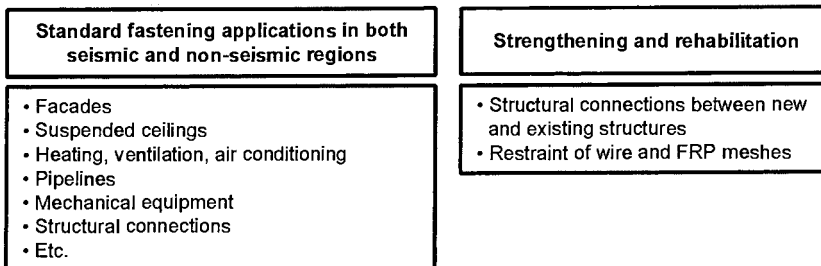 Standard fastening applications in both
seismic and non-seismic regions
• Facades
• Suspended ceilings
• Heating, ventilation, air conditioning
• Pipelines
• Mechanical equipment
• Structural connections
• Etc.
Strengthening and rehabilitation
• Structural connections between new
and existing structures
• Restraint of wire and FRP meshes